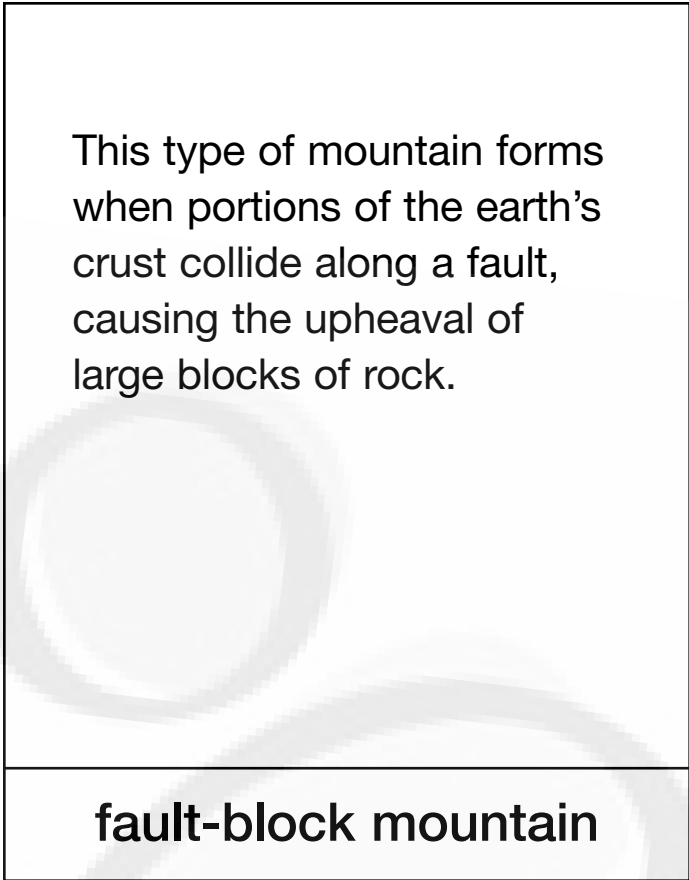 This type of mountain forms
when portions of the earth’s
crust collide along a fault,
causing the upheaval of
large blocks of rock.
fault-block mountain